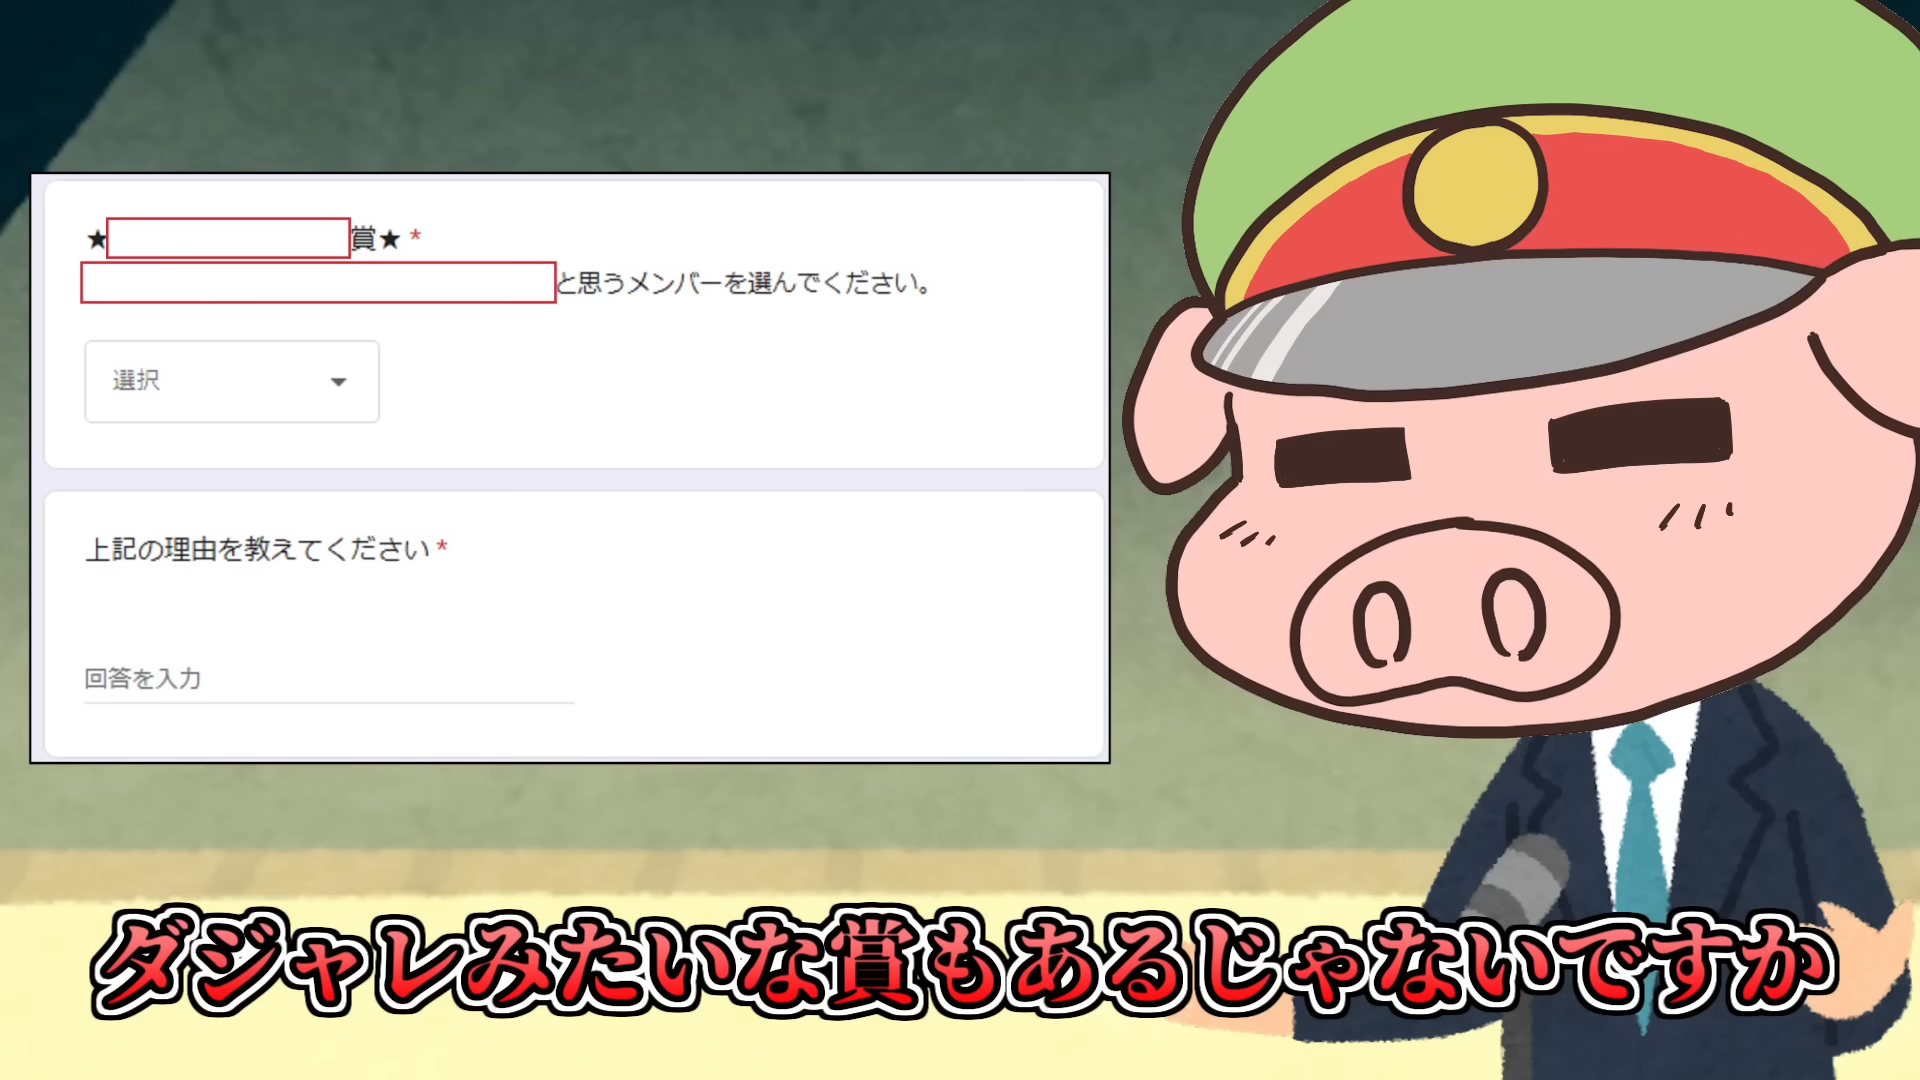 ★ 賞★ *
と思うメンバーを選んでください。
選択
上記の理由を教えてください *
回答を入力
ダジャレみたいな賞もあるじゃないですか